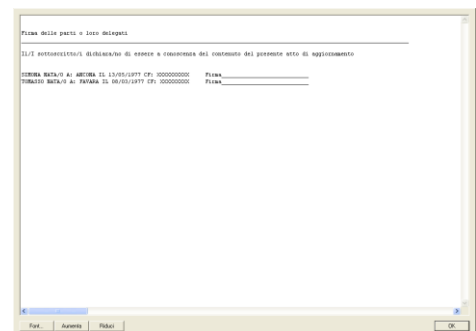 Firma delle parti o loro delegati
Il/I sottoscritto/i dichiara/no di essere a conoscenza del contenuto del presente atto di aggiornamento
SIMONA NATA/O A: ANCONA IL 13/05/1977 CF: XXXXXXXXXX Firma
TOMASSO NATA/O A: FAVARA IL 08/03/1977 CF: XXXXXXXXXX Firma
Font... Aumenta Riduci OK